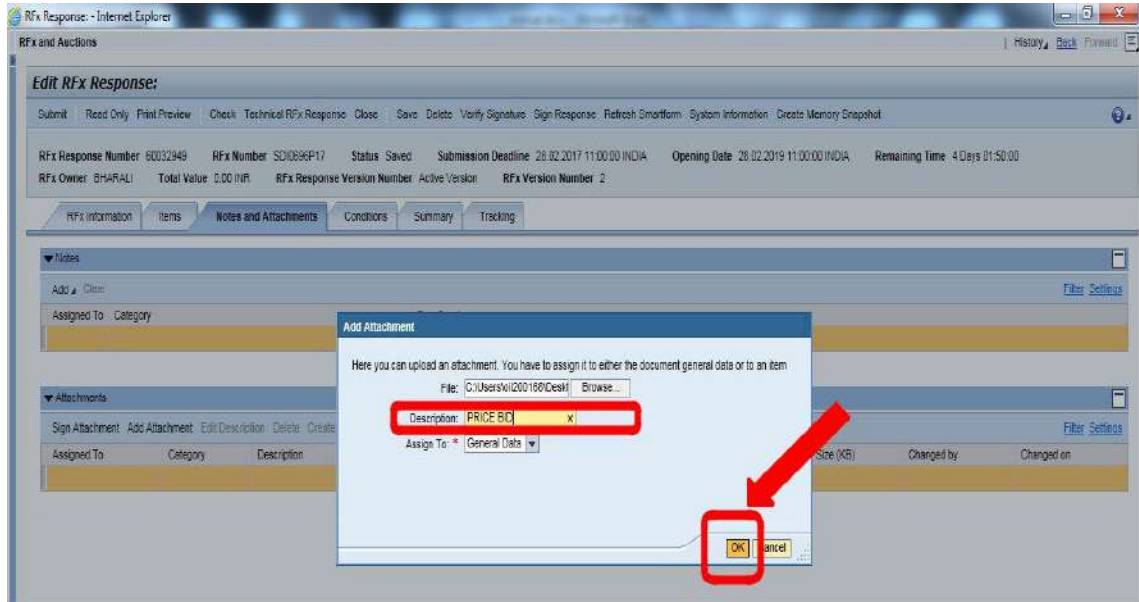 RFx Response: - Internet Explorer
RFx and Auctions
History Back Forward
Edit RFx Response:
Submit Read Only Print Preview Check Technical RFx Response Close Save Delete Verify Signature Sign Response Refresh Smartform System Information Create Memory Snapshot
RFx Response Number 60032949 RFx Number SDI0696P17 Status Saved Submission Deadline 28.02.2017 11:00:00 INDIA Opening Date 28.02.2019 11:00:00 INDIA Remaining Time 4 Days 01:50:00
RFx Owner BHARALI Total Value 0.00 INR RFx Response Version Number Active Version RFx Version Number 2
RFx Information Items Notes and Attachments Conditions Summary Tracking
Notes
Add Clear Filter Settings
Assigned To Category
Add Attachment
Here you can upload an attachment. You have to assign it to either the document general data or to an item
File: C:\Users\oil200168\Deskt Browse...
Description: PRICE BID x
Assign To: * General Data
OK Cancel
Attachments
Sign Attachment Add Attachment Edit Description Delete Create Filter Settings
Assigned To Category Description Size (KB) Changed by Changed on